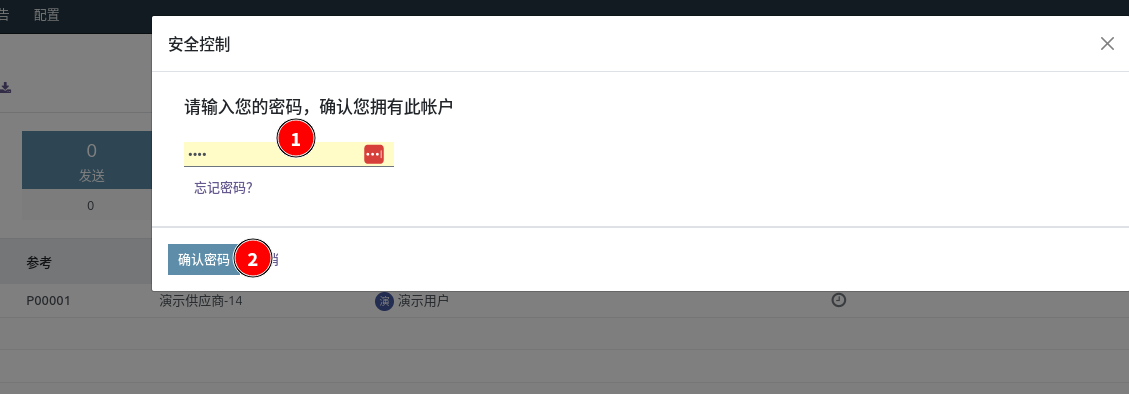 告 配置
安全控制
请输入您的密码，确认您拥有此帐户
1
••••
忘记密码?
0
发送
0
确认密码 2 消
参考
P00001 演示供应商-14 演 演示用户